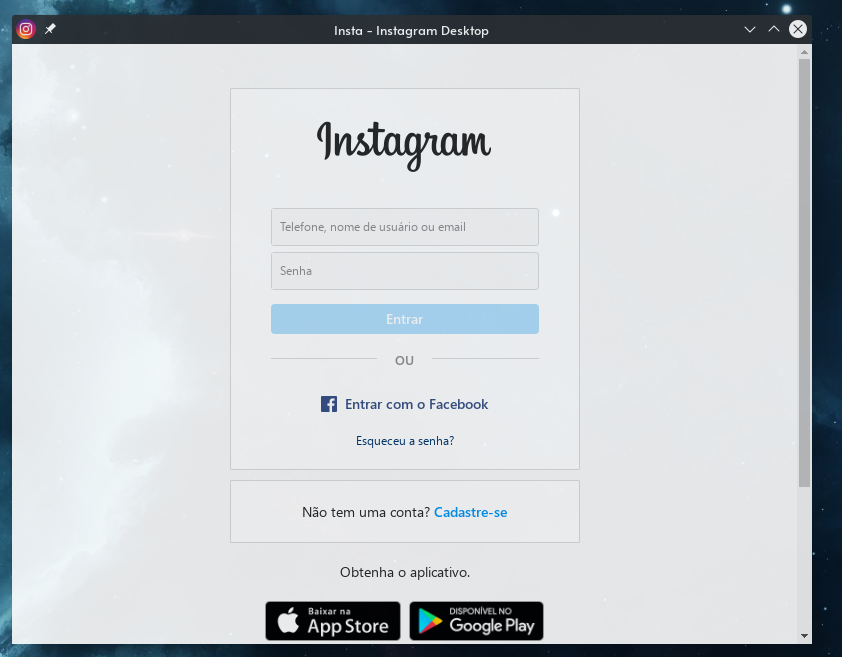 Insta - Instagram Desktop
Instagram
Telefone, nome de usuário ou email
Senha
Entrar
OU
Entrar com o Facebook
Esqueceu a senha?
Não tem uma conta? Cadastre-se
Obtenha o aplicativo.
Baixar na
App Store
DISPONÍVEL NO
Google Play